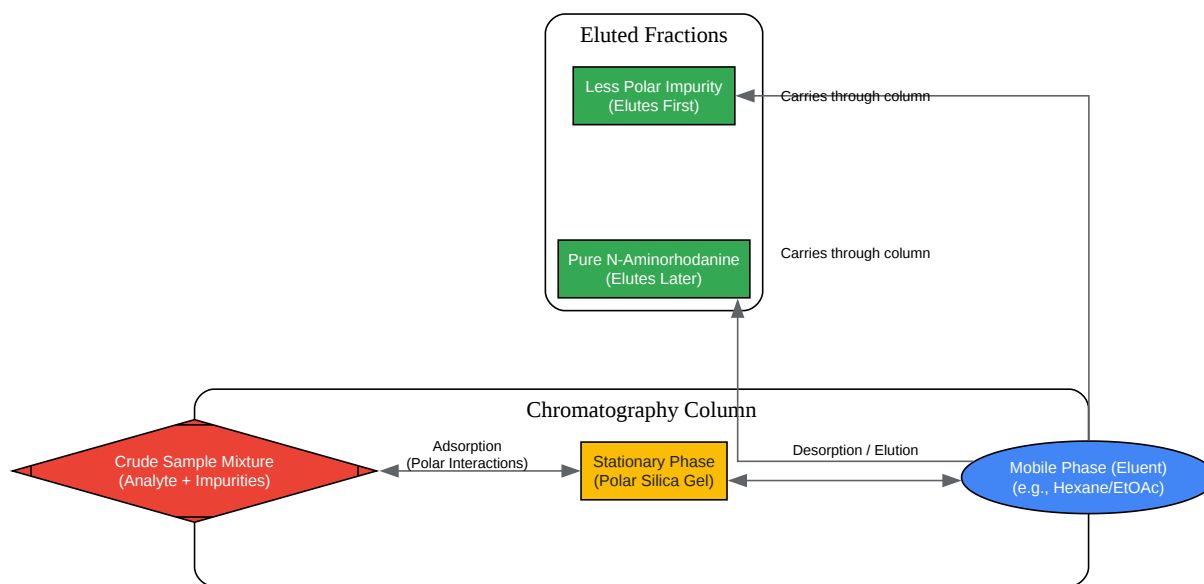 Eluted Fractions
Less Polar Impurity
(Elutes First)
Carries through column
Pure N-Aminorhodanine
(Elutes Later)
Carries through column
Chromatography Column
Crude Sample Mixture
(Analyte + Impurities)
Adsorption
(Polar Interactions)
Stationary Phase
(Polar Silica Gel)
Desorption / Elution
Mobile Phase (Eluent)
(e.g., Hexane/EtOAc)